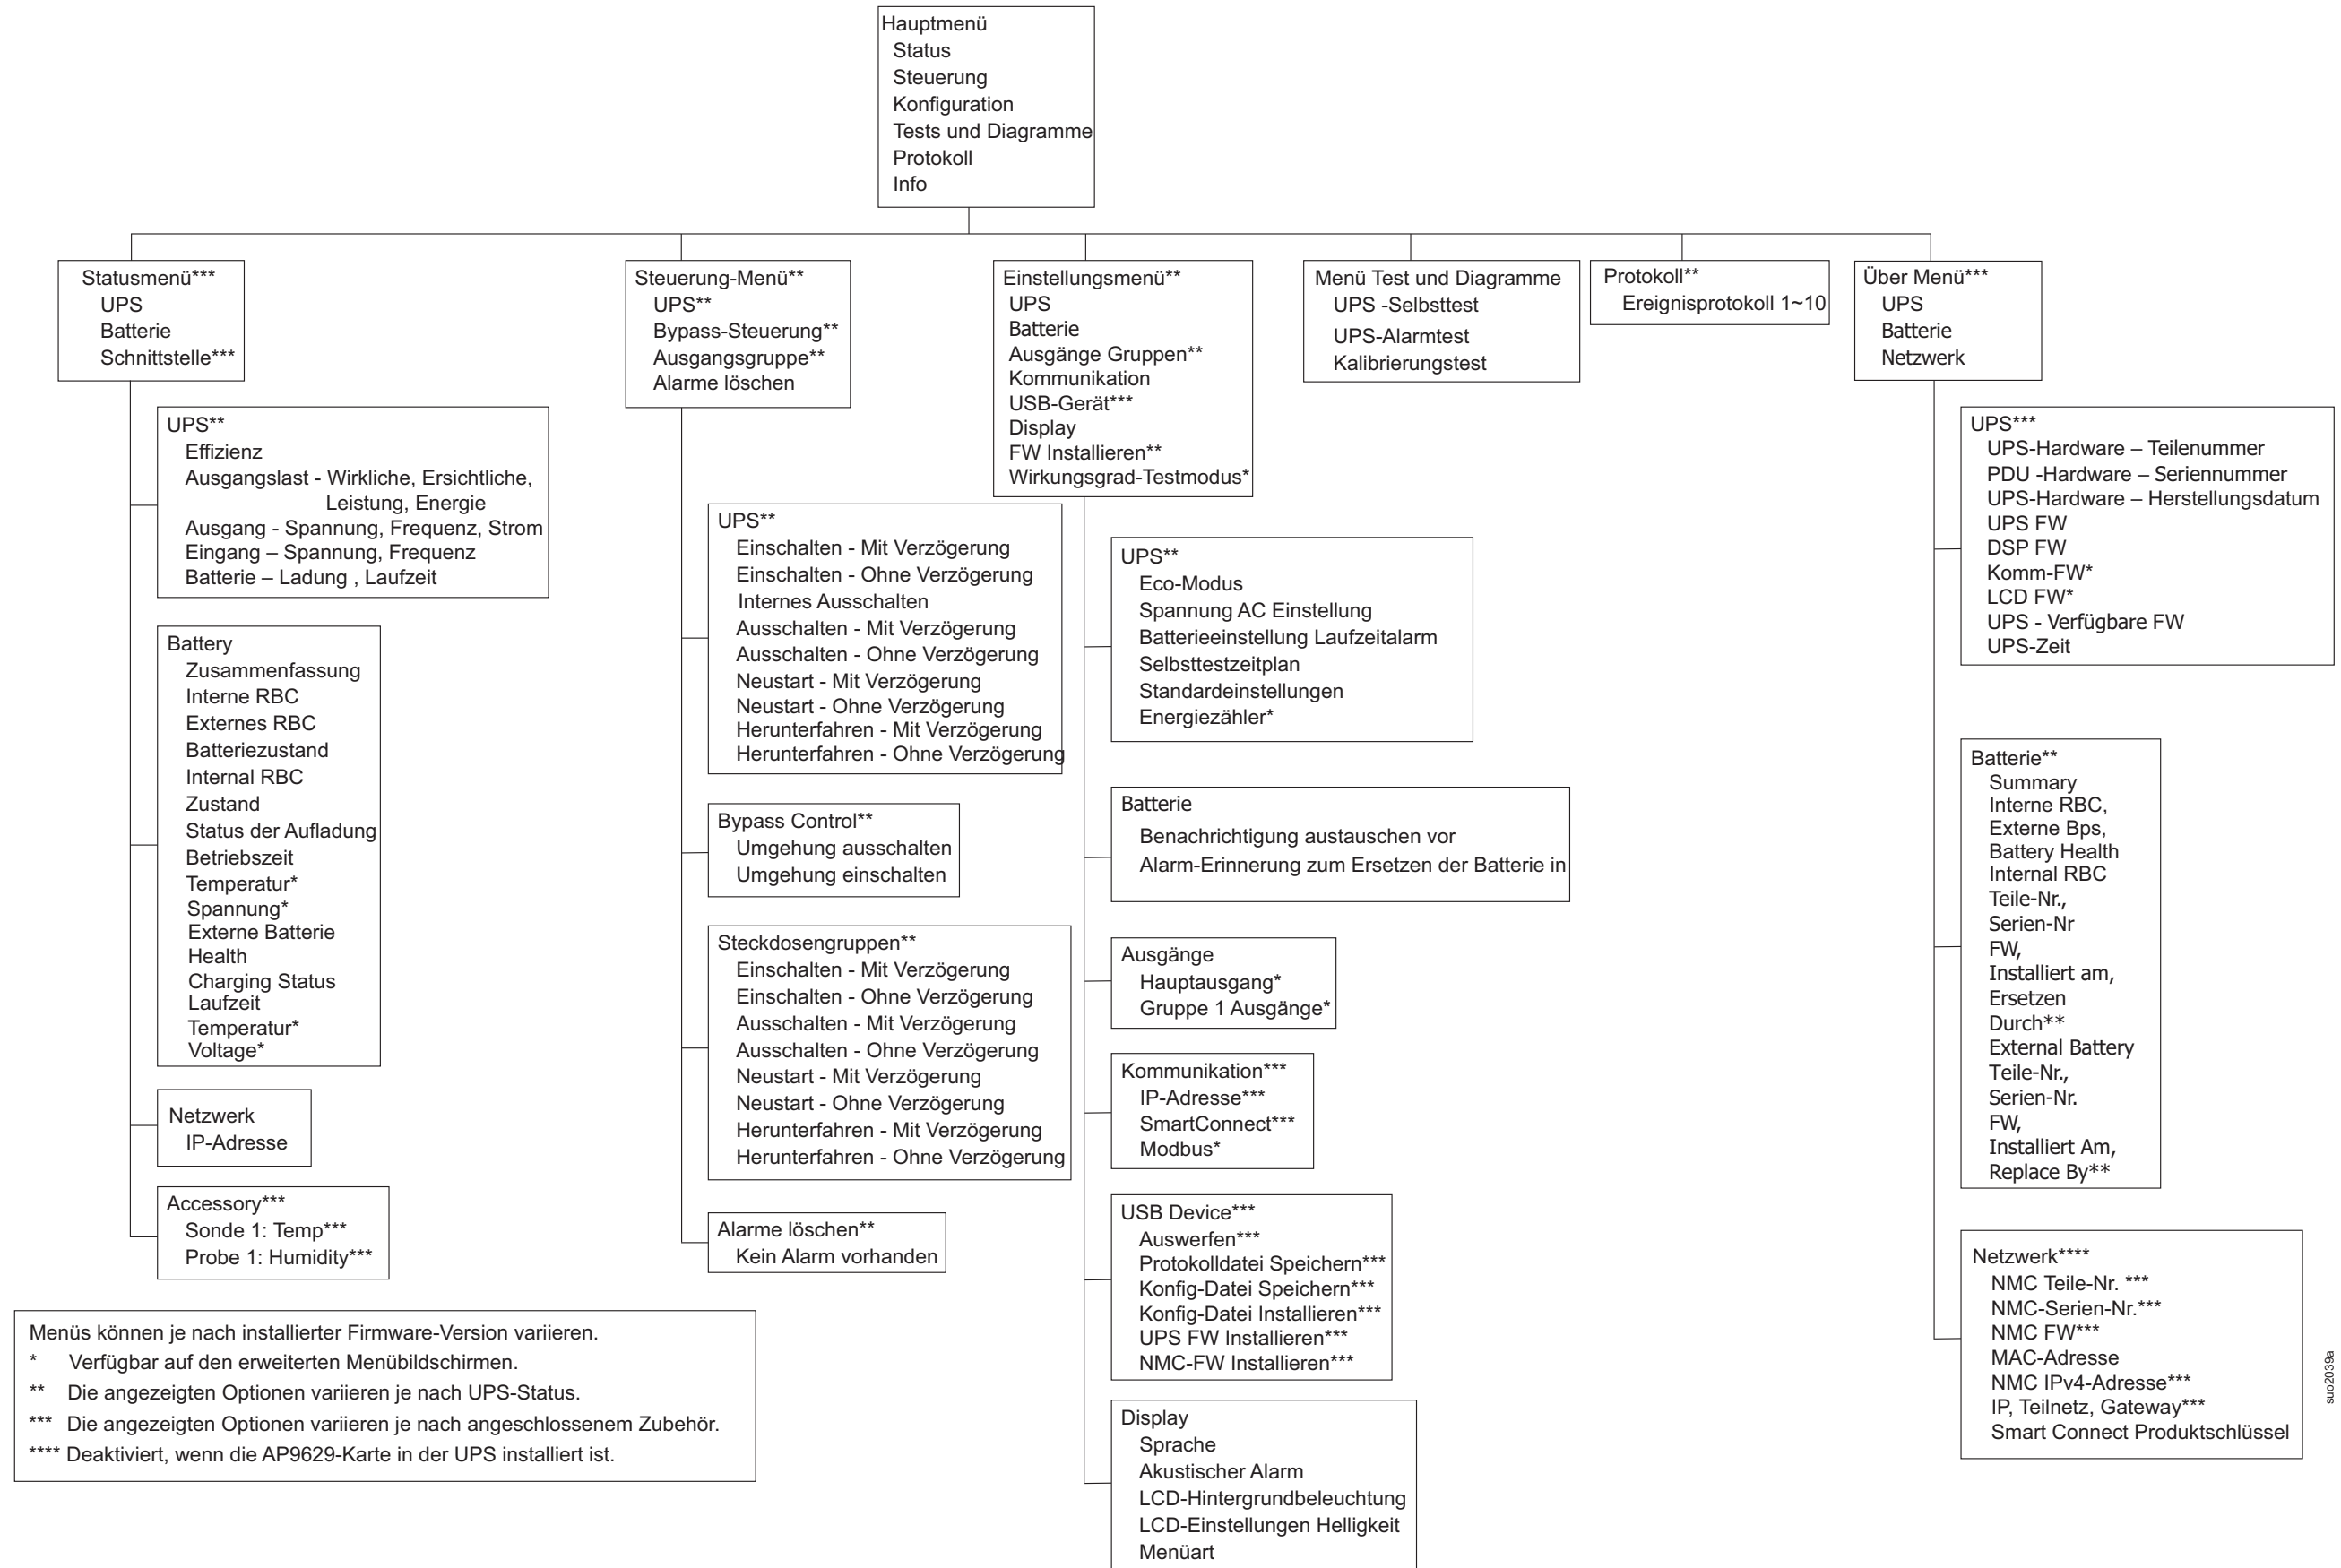 Hauptmenü
Status
Steuerung
Konfiguration
Tests und Diagramme
Protokoll
Info
Statusmenü***
UPS
Batterie
Schnittstelle***
UPS**
Effizienz
Ausgangslast - Wirkliche, Ersichtliche,
Leistung, Energie
Ausgang - Spannung, Frequenz, Strom
Eingang – Spannung, Frequenz
Batterie – Ladung , Laufzeit
Battery
Zusammenfassung
Interne RBC
Externes RBC
Batteriezustand
Internal RBC
Zustand
Status der Aufladung
Betriebszeit
Temperatur*
Spannung*
Externe Batterie
Health
Charging Status
Laufzeit
Temperatur*
Voltage*
Netzwerk
IP-Adresse
Accessory***
Sonde 1: Temp***
Probe 1: Humidity***
Steuerung-Menü**
UPS**
Bypass-Steuerung**
Ausgangsgruppe**
Alarme löschen
UPS**
Einschalten - Mit Verzögerung
Einschalten - Ohne Verzögerung
Internes Ausschalten
Ausschalten - Mit Verzögerung
Ausschalten - Ohne Verzögerung
Neustart - Mit Verzögerung
Neustart - Ohne Verzögerung
Herunterfahren - Mit Verzögerung
Herunterfahren - Ohne Verzögerung
Bypass Control**
Umgehung ausschalten
Umgehung einschalten
Steckdosengruppen**
Einschalten - Mit Verzögerung
Einschalten - Ohne Verzögerung
Ausschalten - Mit Verzögerung
Ausschalten - Ohne Verzögerung
Neustart - Mit Verzögerung
Neustart - Ohne Verzögerung
Herunterfahren - Mit Verzögerung
Herunterfahren - Ohne Verzögerung
Alarme löschen**
Kein Alarm vorhanden
Einstellungsmenü**
UPS
Batterie
Ausgänge Gruppen**
Kommunikation
USB-Gerät***
Display
FW Installieren**
Wirkungsgrad-Testmodus*
UPS**
Eco-Modus
Spannung AC Einstellung
Batterieeinstellung Laufzeitalarm
Selbsttestzeitplan
Standardeinstellungen
Energiezähler*
Batterie
Benachrichtigung austauschen vor
Alarm-Erinnerung zum Ersetzen der Batterie in
Ausgänge
Hauptausgang*
Gruppe 1 Ausgänge*
Kommunikation***
IP-Adresse***
SmartConnect***
Modbus*
USB Device***
Auswerfen***
Protokolldatei Speichern***
Konfig-Datei Speichern***
Konfig-Datei Installieren***
UPS FW Installieren***
NMC-FW Installieren***
Display
Sprache
Akustischer Alarm
LCD-Hintergrundbeleuchtung
LCD-Einstellungen Helligkeit
Menüart
Menü Test und Diagramme
UPS -Selbsttest
UPS-Alarmtest
Kalibrierungstest
Protokoll**
Ereignisprotokoll 1~10
Über Menü***
UPS
Batterie
Netzwerk
UPS***
UPS-Hardware – Teilenummer
PDU -Hardware – Seriennummer
UPS-Hardware – Herstellungsdatum
UPS FW
DSP FW
Komm-FW*
LCD FW*
UPS - Verfügbare FW
UPS-Zeit
Batterie**
Summary
Interne RBC,
Externe Bps,
Battery Health
Internal RBC
Teile-Nr.,
Serien-Nr
FW,
Installiert am,
Ersetzen
Durch**
External Battery
Teile-Nr.,
Serien-Nr.
FW,
Installiert Am,
Replace By**
Netzwerk****
NMC Teile-Nr. ***
NMC-Serien-Nr.***
NMC FW***
MAC-Adresse
NMC IPv4-Adresse***
IP, Teilnetz, Gateway***
Smart Connect Produktschlüssel
Menüs können je nach installierter Firmware-Version variieren.
* Verfügbar auf den erweiterten Menübildschirmen.
** Die angezeigten Optionen variieren je nach UPS-Status.
*** Die angezeigten Optionen variieren je nach angeschlossenem Zubehör.
**** Deaktiviert, wenn die AP9629-Karte in der UPS installiert ist.
suo2039a